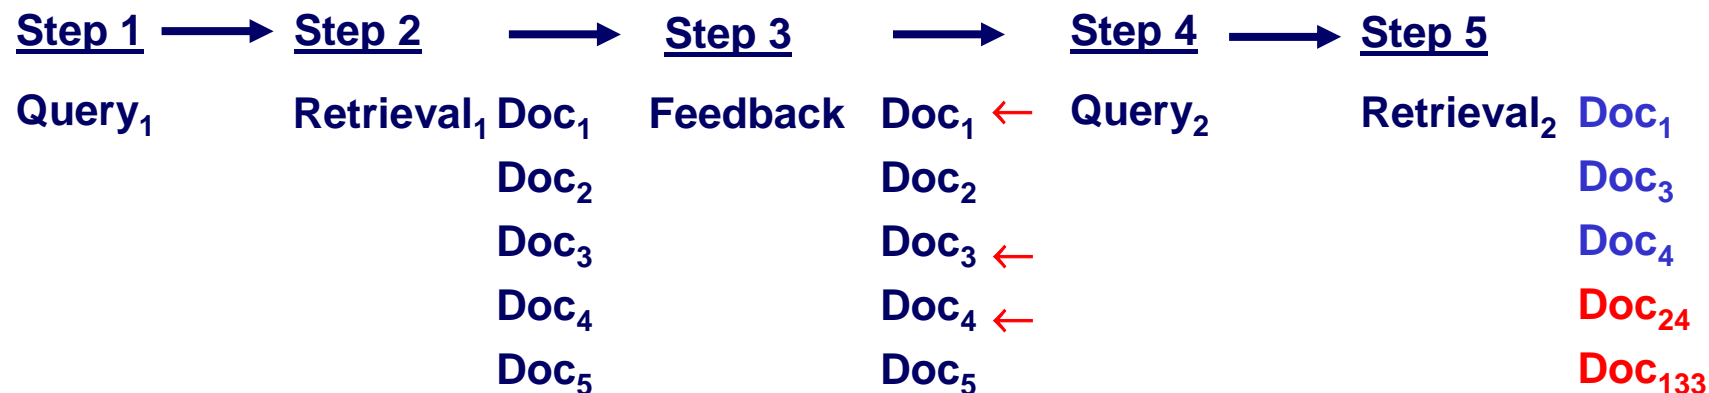 Step 1 → Step 2 → Step 3 → Step 4 → Step 5
Query₁ Retrieval₁ Doc₁ Feedback Doc₁ ← Query₂ Retrieval₂ Doc₁
Doc₂ Doc₂ Doc₃
Doc₃ Doc₃ ← Doc₄
Doc₄ Doc₄ ← Doc₂₄
Doc₅ Doc₅ Doc₁₃₃